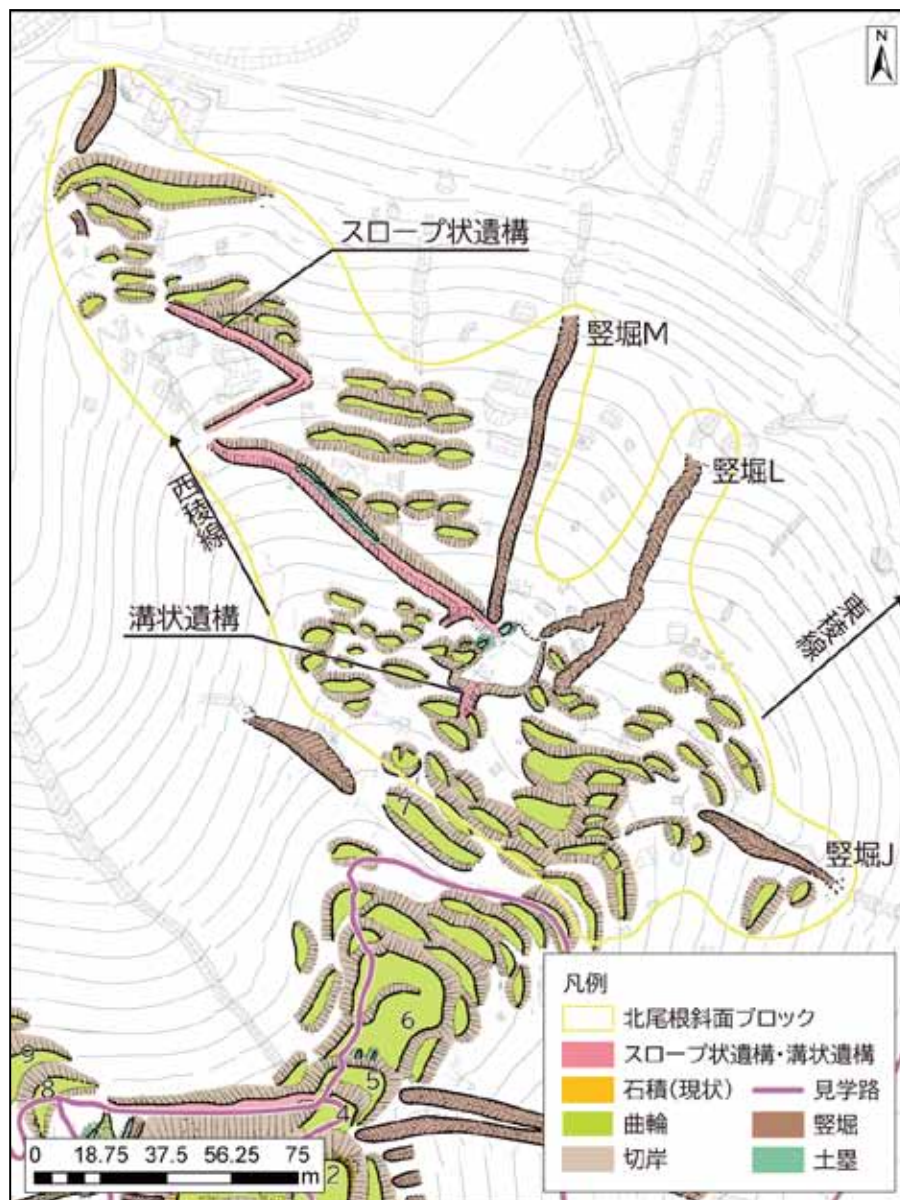 N
スロープ状遺構
竪堀M
竪堀L
西稜線
溝状遺構
東稜線
7
竪堀J
6
5
4
9
8
2
0 18.75 37.5 56.25 75
m
凡例
北尾根斜面ブロック
スロープ状遺構・溝状遺構
石積(現状)
見学路
曲輪
竪堀
切岸
土塁